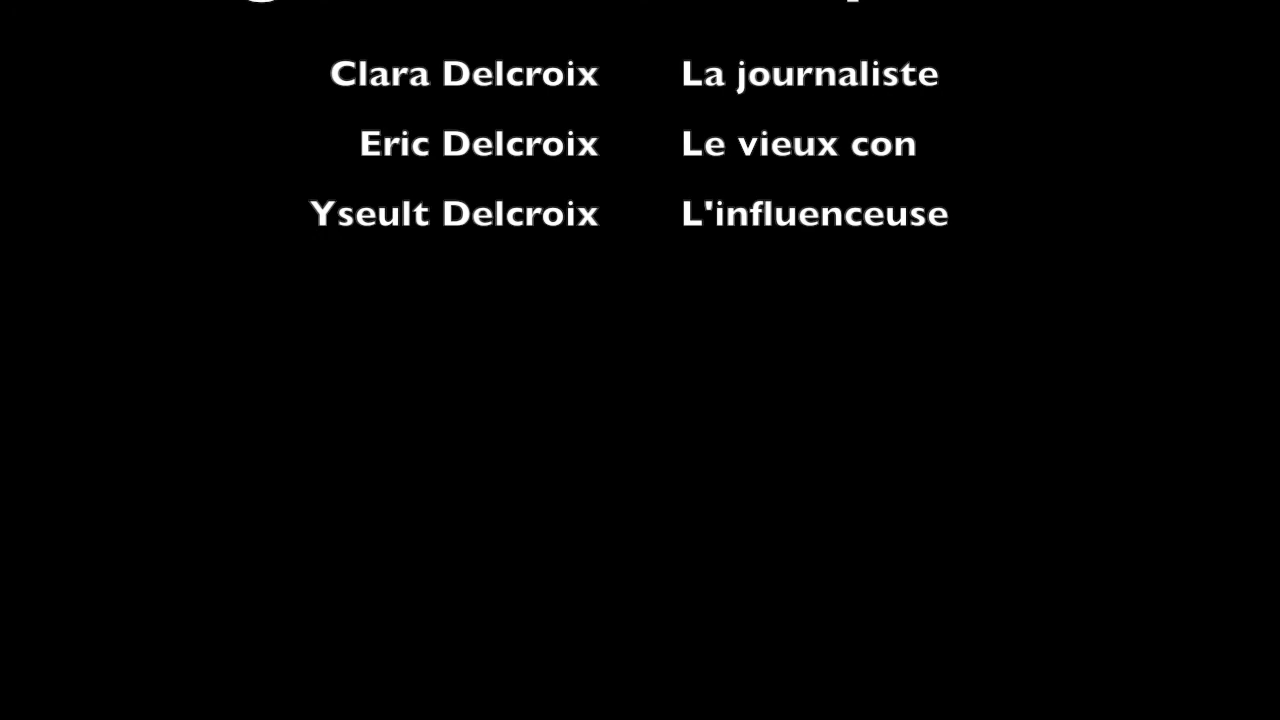 Clara Delcroix La journaliste
Eric Delcroix Le vieux con
Yseult Delcroix L'influenceuse